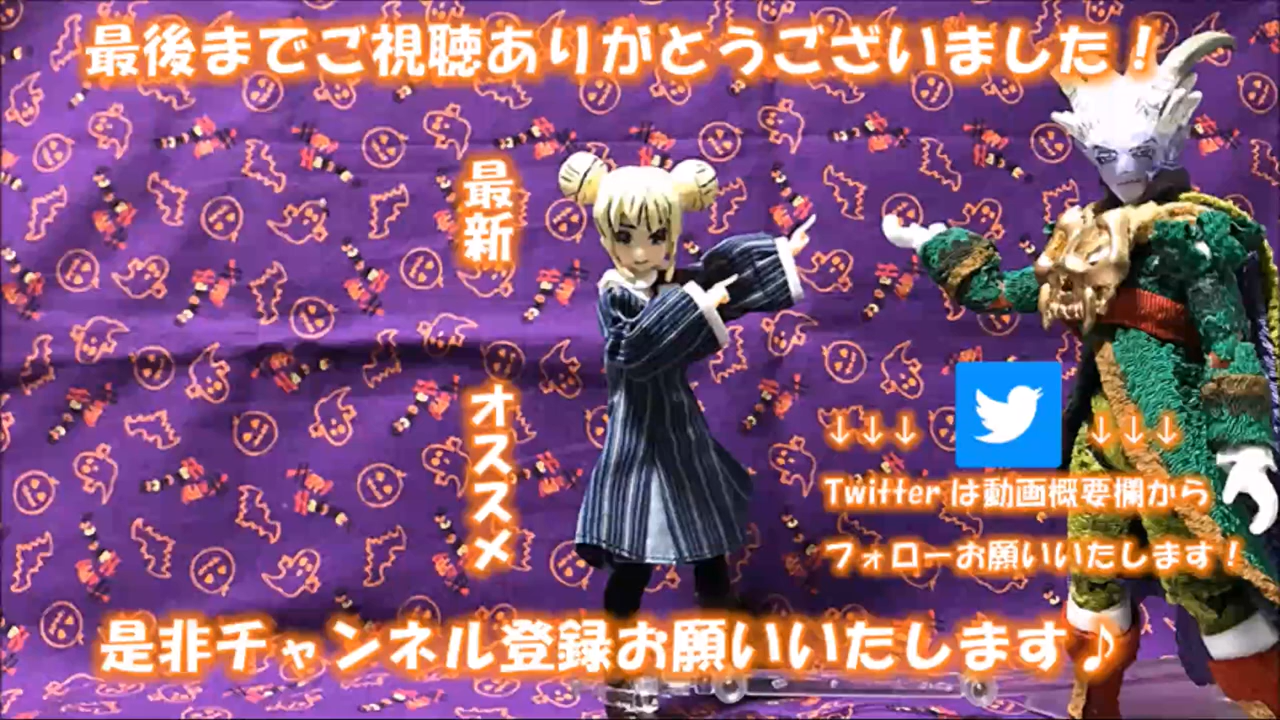 最後までご視聴ありがとうございました！
最新
オススメ
↓↓↓ ↓↓↓
Twitterは動画概要欄から
フォローお願いいたします！
是非チャンネル登録お願いいたします♪